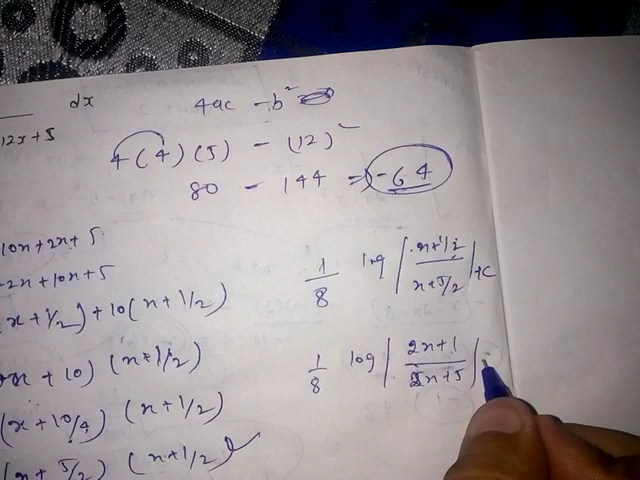 dx
12x+5
4ac - b²
4(4)(5) - (12)²
80 - 144 ⇒ -64
10x+2x+5
+2x+10x+5
(x+1/2)+10(x+1/2)
x+10)(x+1/2)
(x+10/4)(x+1/2)
(x+5/2)(x+1/2)
1/8 log |x+1/2 / x+5/2|+c
1/8 log |2x+1 / 2x+5|